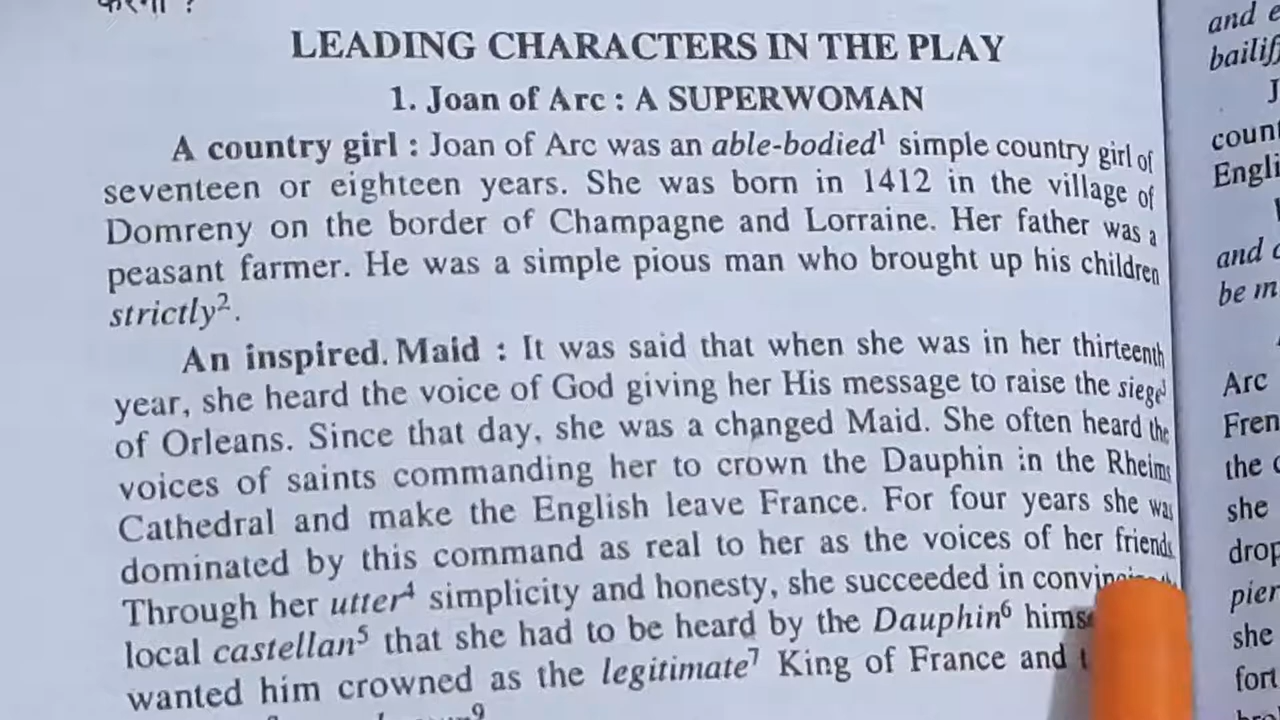 करना ?
LEADING CHARACTERS IN THE PLAY
1. Joan of Arc : A SUPERWOMAN
A country girl : Joan of Arc was an able-bodied¹ simple country girl of
seventeen or eighteen years. She was born in 1412 in the village of
Domreny on the border of Champagne and Lorraine. Her father was a
peasant farmer. He was a simple pious man who brought up his children
strictly².
An inspired. Maid : It was said that when she was in her thirteenth
year, she heard the voice of God giving her His message to raise the siege³
of Orleans. Since that day, she was a changed Maid. She often heard the
voices of saints commanding her to crown the Dauphin in the Rheims
Cathedral and make the English leave France. For four years she was
dominated by this command as real to her as the voices of her friends.
Through her utter⁴ simplicity and honesty, she succeeded in
local castellan⁵ that she had to be heard by the Dauphin⁶
wanted him crowned as the legitimate⁷ King of France and
9
and
bailiff
J
Engli
and
be m
Arc
Fren
the
she
drop
pier
she
fort